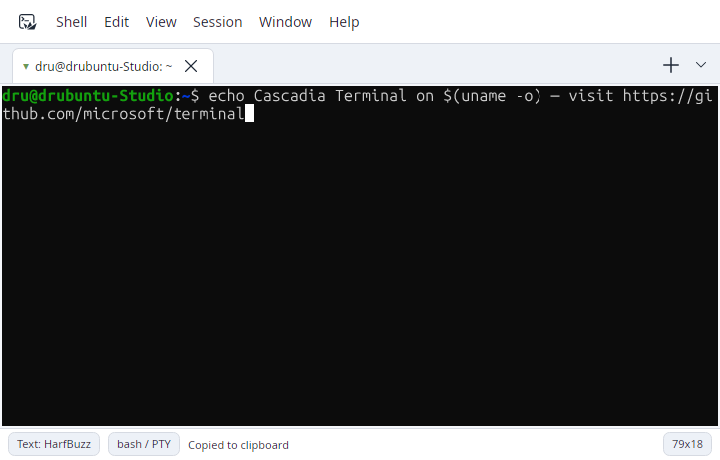 Shell Edit View Session Window Help
dru@drubuntu-Studio: ~
dru@drubuntu-Studio:~$ echo Cascadia Terminal on $(uname -o) — visit https://gi
thub.com/microsoft/terminal
Text: HarfBuzz bash / PTY Copied to clipboard 79x18